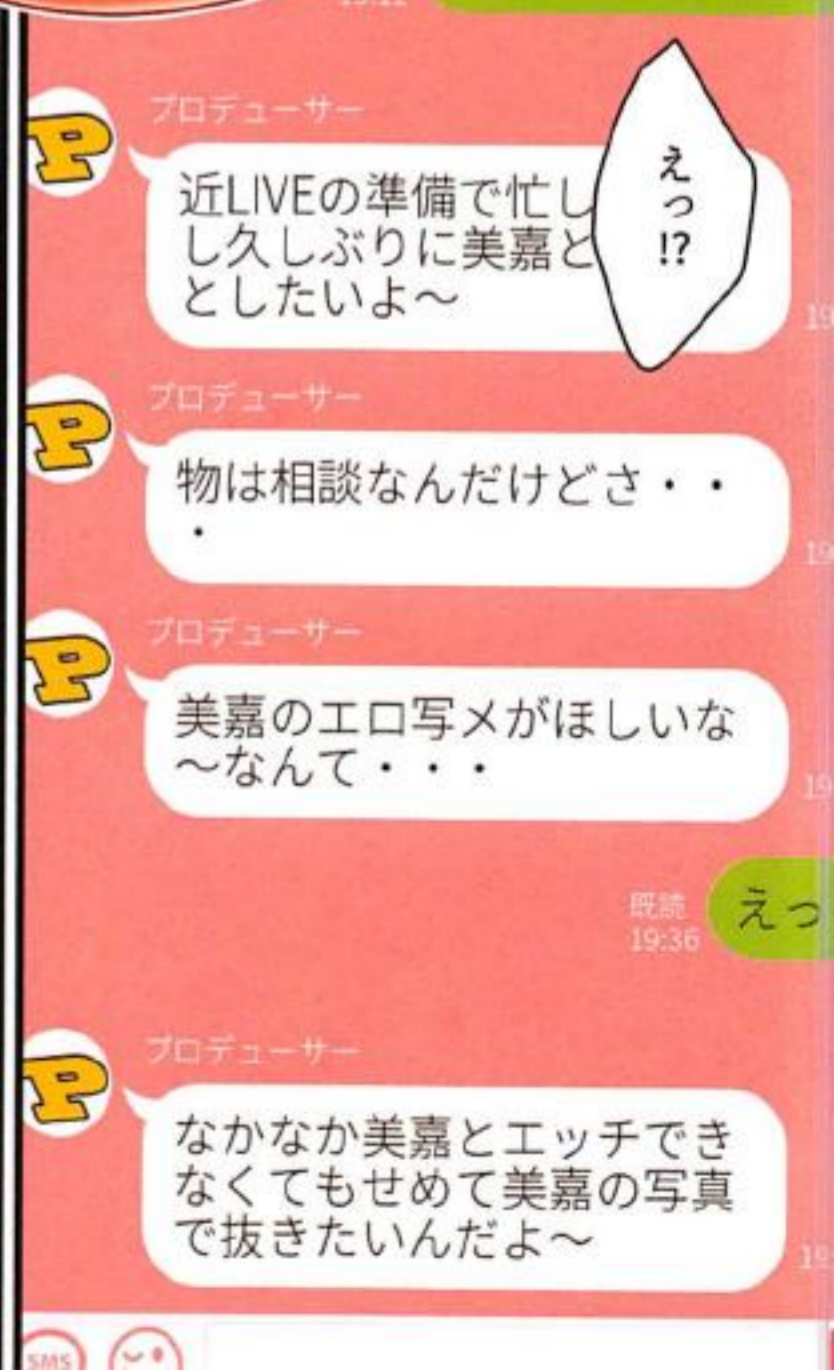 プロデューサー
近LIVEの準備で忙し
し久しぶりに美嘉と
としたいよ～
えっ!?
プロデューサー
物は相談なんだけどさ・・
・
プロデューサー
美嘉のエロ写メがほしいな
～なんて・・・
えっ
既読
19:36
プロデューサー
なかなか美嘉とエッチでき
なくてもせめて美嘉の写真
で抜きたいんだよ～
SMS